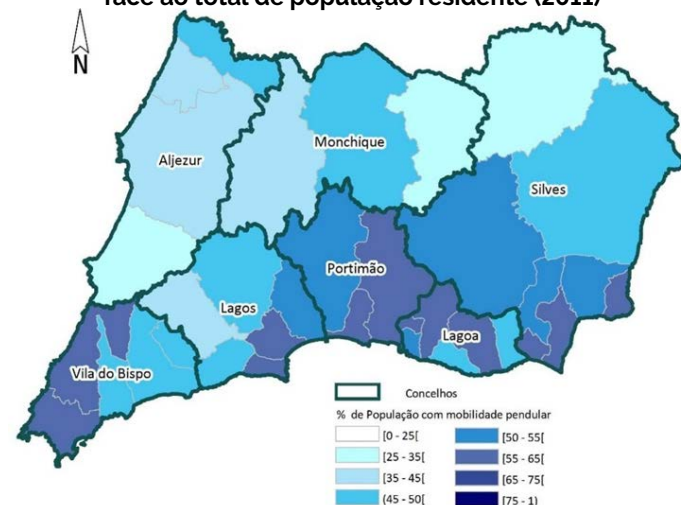 face ao total de população residente (2011)
N
Aljezur
Monchique
Silves
Portimão
Lagos
Lagoa
Vila do Bispo
Concelhos
% de População com mobilidade pendular
[0 - 25[
[25 - 35[
[35 - 45[
(45 - 50[
[50 - 55[
[55 - 65[
[65 - 75[
[75 - 1)